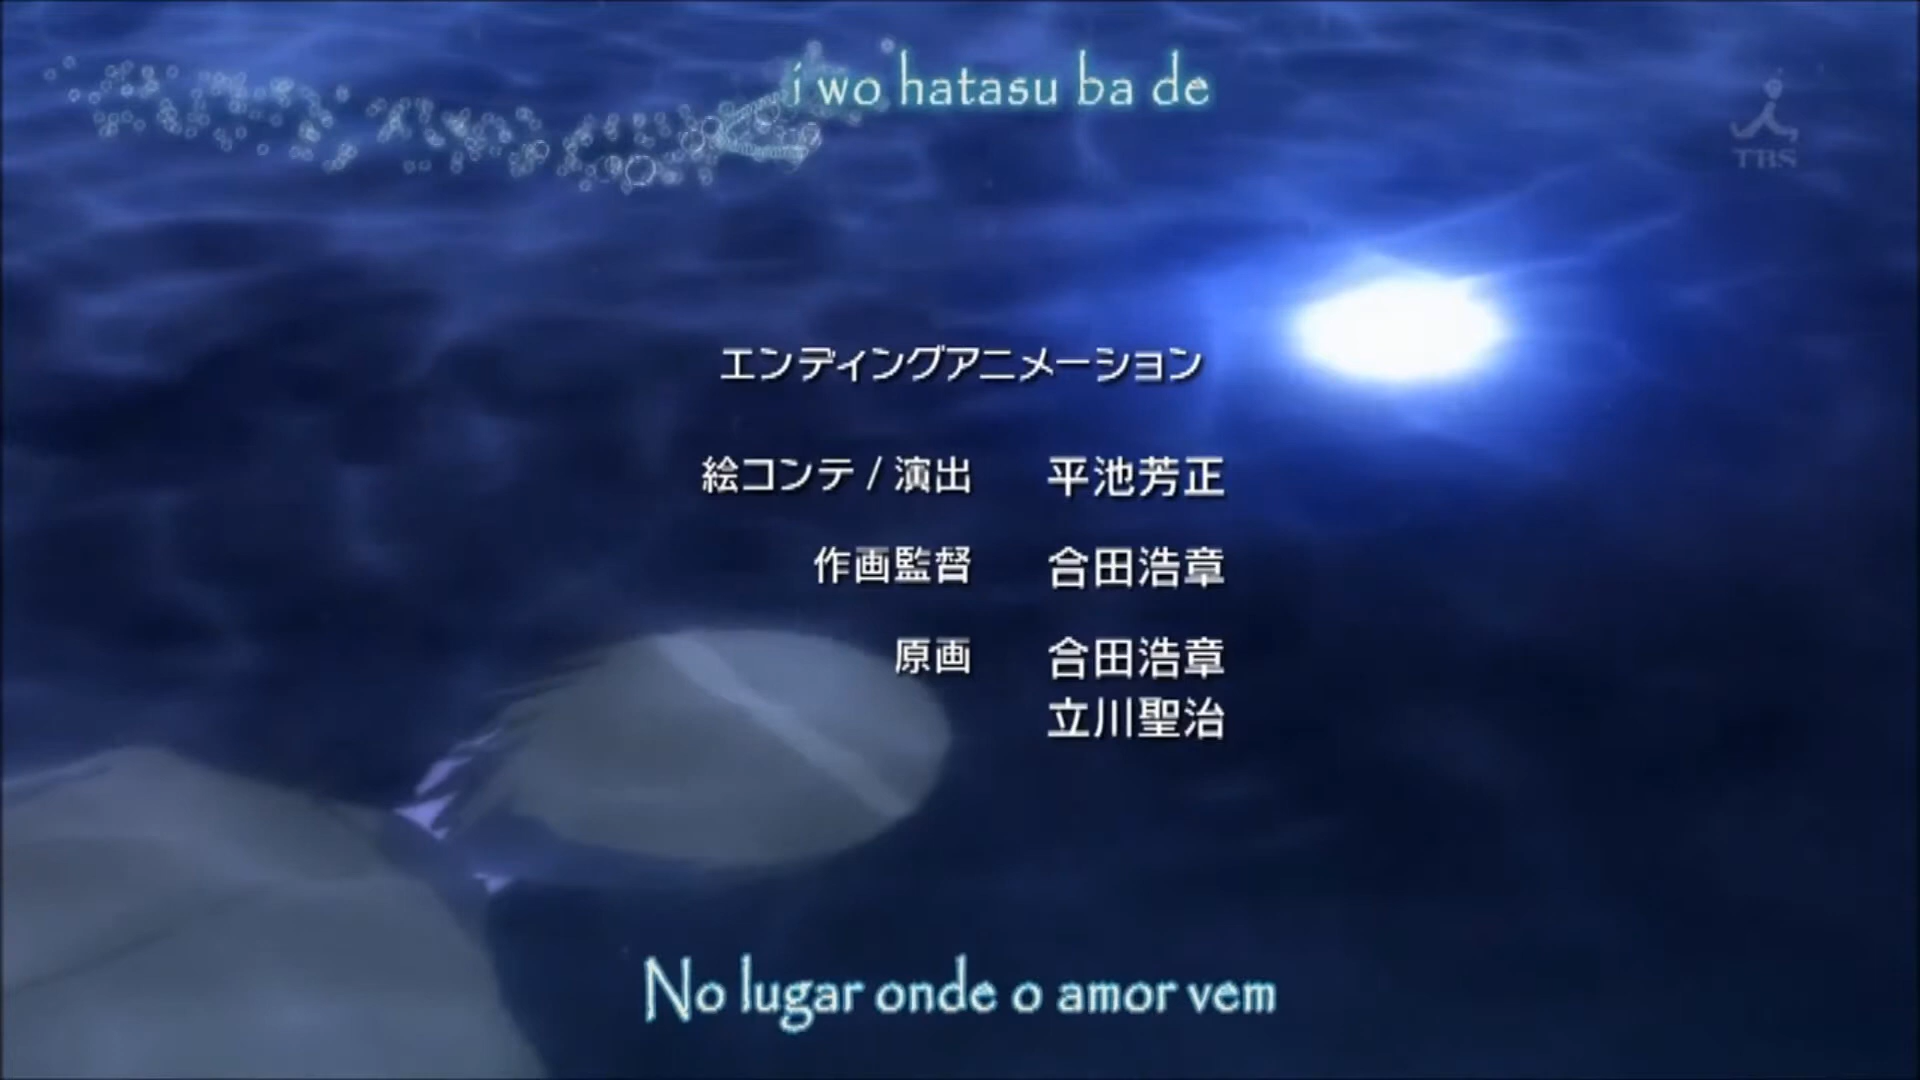 i wo hatasu ba de
TBS
エンディングアニメーション
絵コンテ / 演出 平池芳正
作画監督 合田浩章
原画 合田浩章
立川聖治
No lugar onde o amor vem